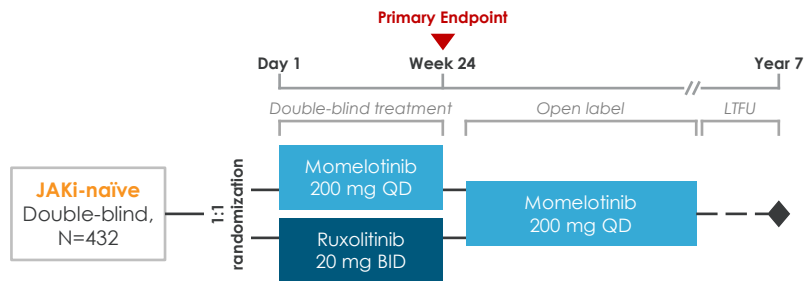 Primary Endpoint
Day 1 Week 24 Year 7
Double-blind treatment Open label LTFU
JAKi-naïve
Double-blind,
N=432
1:1
randomization
Momelotinib
200 mg QD
Ruxolitinib
20 mg BID
Momelotinib
200 mg QD